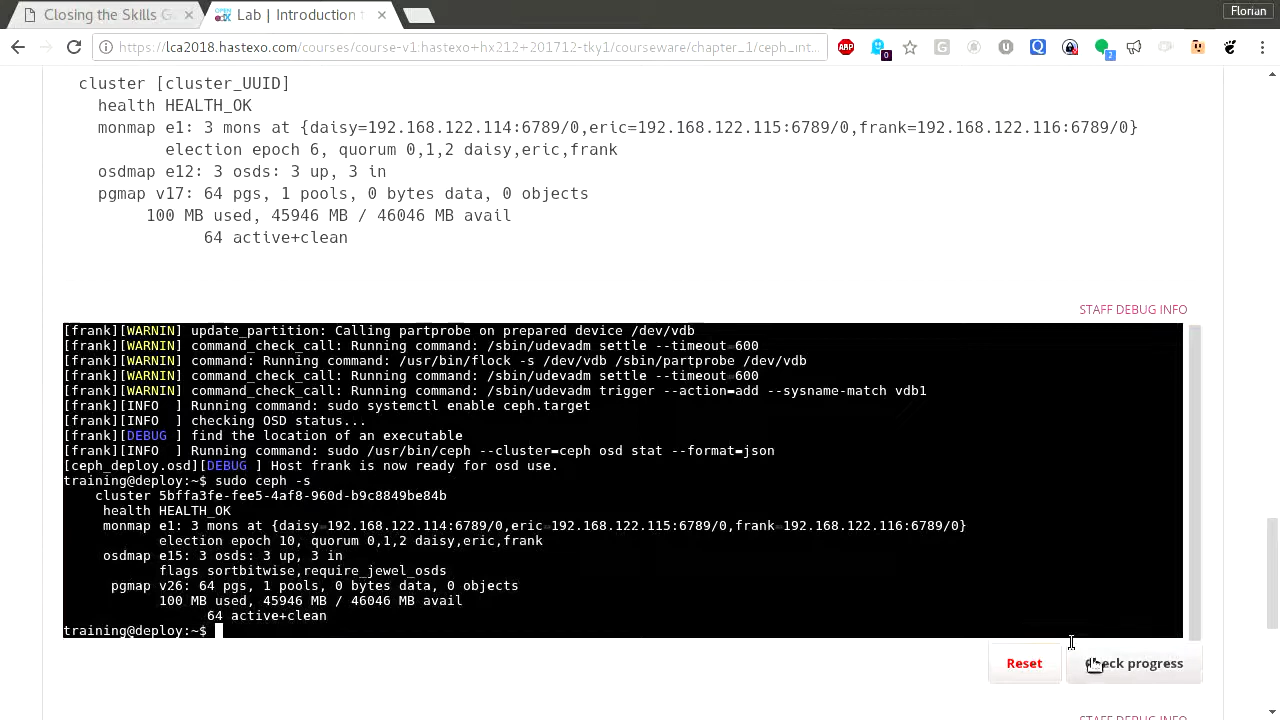 Closing the Skills G
Lab | Introduction
Florian
https://lca2018.hastexo.com/courses/course-v1:hastexo+hx212+201712-tky1/courseware/chapter_1/ceph_int...
cluster [cluster_UUID]
health HEALTH_OK
monmap e1: 3 mons at {daisy=192.168.122.114:6789/0,eric=192.168.122.115:6789/0,frank=192.168.122.116:6789/0}
election epoch 6, quorum 0,1,2 daisy,eric,frank
osdmap e12: 3 osds: 3 up, 3 in
pgmap v17: 64 pgs, 1 pools, 0 bytes data, 0 objects
100 MB used, 45946 MB / 46046 MB avail
64 active+clean
STAFF DEBUG INFO
[frank][WARNIN] update_partition: Calling partprobe on prepared device /dev/vdb
[frank][WARNIN] command_check_call: Running command: /sbin/udevadm settle --timeout=600
[frank][WARNIN] command: Running command: /usr/bin/flock -s /dev/vdb /sbin/partprobe /dev/vdb
[frank][WARNIN] command_check_call: Running command: /sbin/udevadm settle --timeout=600
[frank][WARNIN] command_check_call: Running command: /sbin/udevadm trigger --action=add --sysname-match vdb1
[frank][INFO  ] Running command: sudo systemctl enable ceph.target
[frank][INFO  ] checking OSD status...
[frank][DEBUG ] find the location of an executable
[frank][INFO  ] Running command: sudo /usr/bin/ceph --cluster=ceph osd stat --format=json
[ceph_deploy.osd][DEBUG ] Host frank is now ready for osd use.
training@deploy:~$ sudo ceph -s
cluster 5bffa3fe-fee5-4af8-960d-b9c8849be84b
health HEALTH_OK
monmap e1: 3 mons at {daisy=192.168.122.114:6789/0,eric=192.168.122.115:6789/0,frank=192.168.122.116:6789/0}
election epoch 10, quorum 0,1,2 daisy,eric,frank
osdmap e15: 3 osds: 3 up, 3 in
flags sortbitwise,require_jewel_osds
pgmap v26: 64 pgs, 1 pools, 0 bytes data, 0 objects
100 MB used, 45946 MB / 46046 MB avail
64 active+clean
training@deploy:~$
Reset
Check progress
STAFF DEBUG INFO